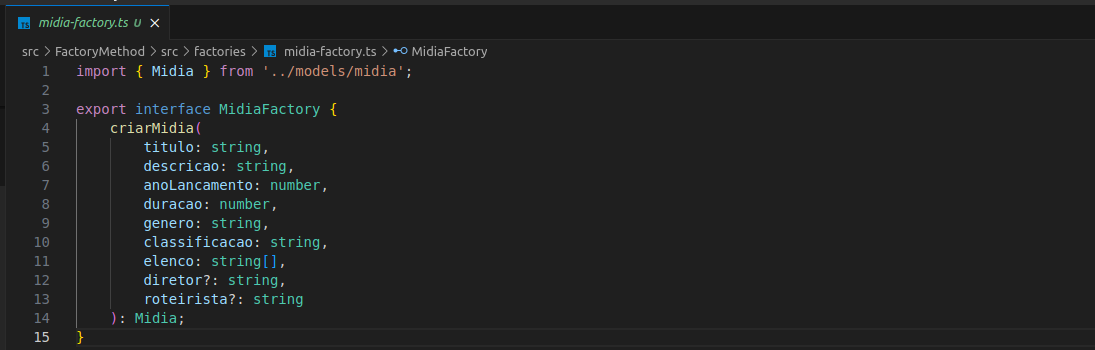 TS midia-factory.ts U ×
src > FactoryMethod > src > factories > TS midia-factory.ts > MidiaFactory
1 import { Midia } from '../models/midia';
2
3 export interface MidiaFactory {
4 criarMidia(
5 titulo: string,
6 descricao: string,
7 anoLancamento: number,
8 duracao: number,
9 genero: string,
10 classificacao: string,
11 elenco: string[],
12 diretor?: string,
13 roteirista?: string
14 ): Midia;
15 }